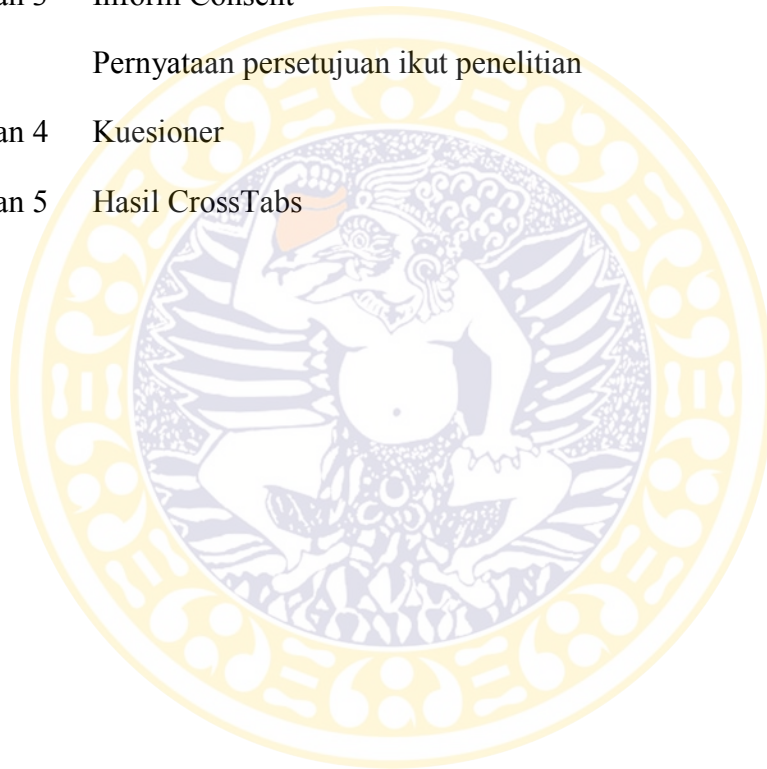 an 3 Inform Consent
Pernyataan persetujuan ikut penelitian
an 4 Kuesioner
an 5 Hasil CrossTabs